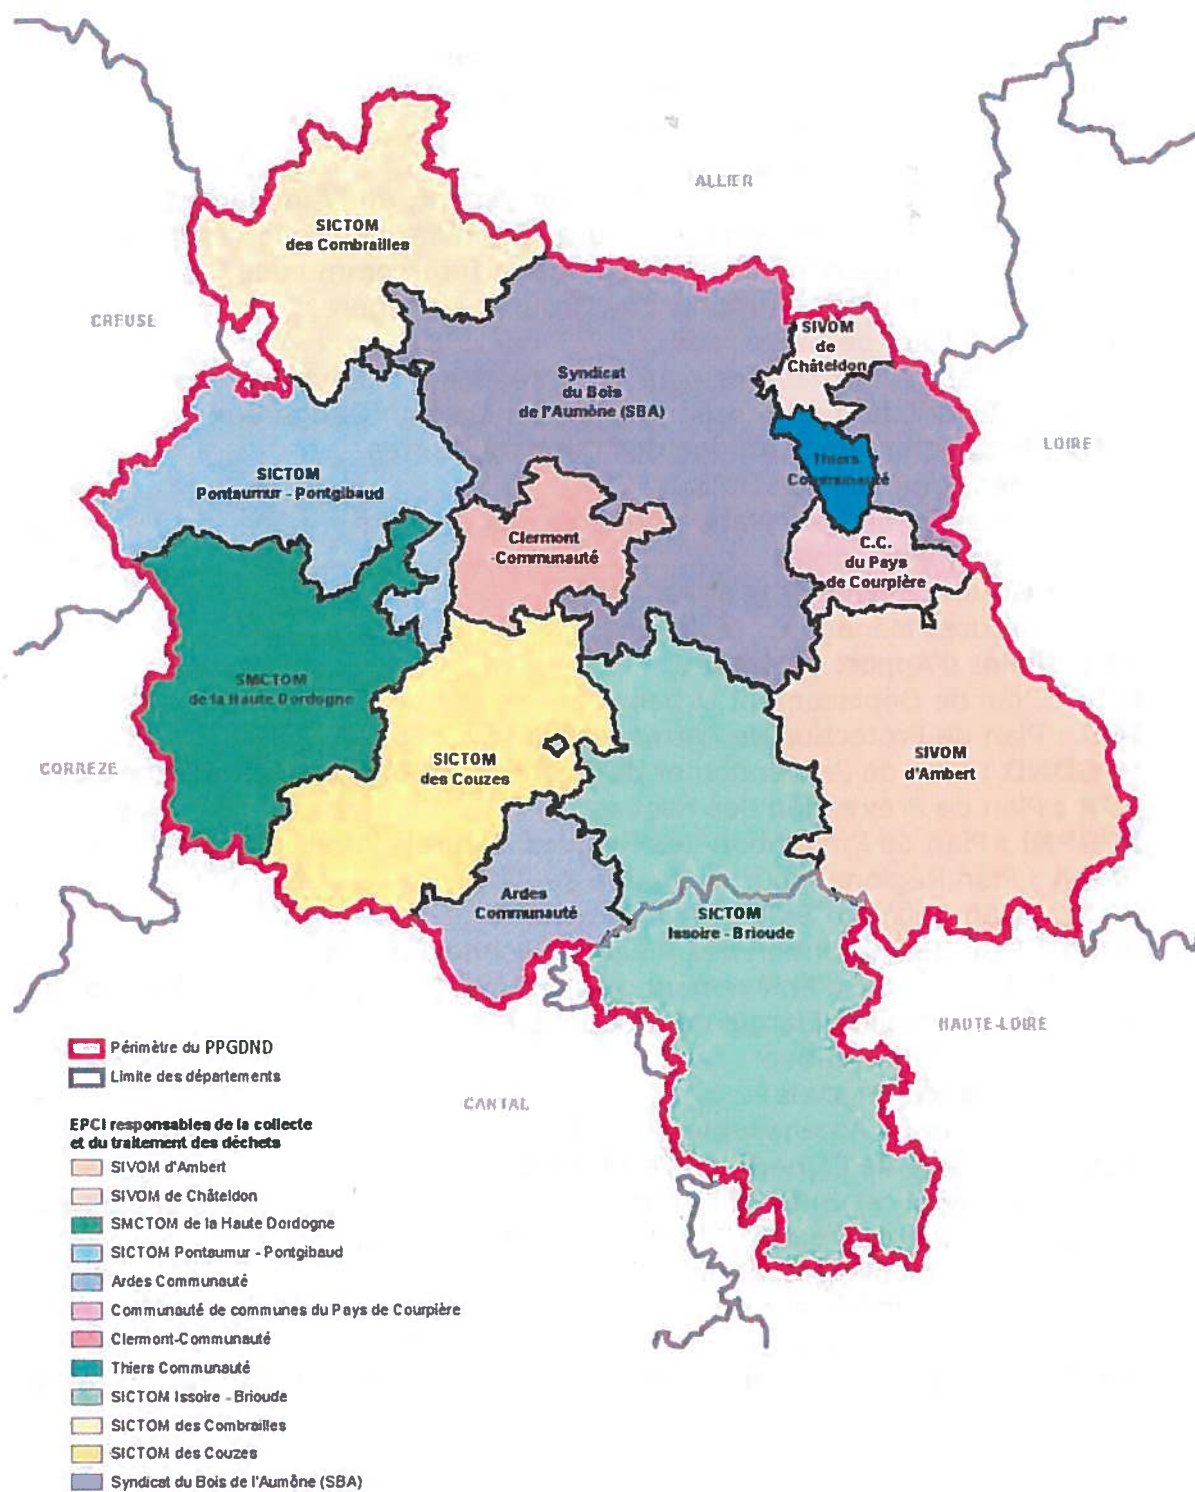 ALLIER
SICTOM
des Combrailles
CREUSE
SIVOM
de
Châteldon
Syndicat
du Bois
de l'Aumône (SBA)
LOIRE
Thiers
Communauté
SICTOM
Pontaumur - Pontgibaud
Clermont
-Communauté
C.C.
du Pays
de Courpière
SMCTOM
de la Haute Dordogne
SICTOM
des Couzes
SIVOM
d'Ambert
CORREZE
Ardes
Communauté
SICTOM
Issoire - Brioude
HAUTE-LOIRE
CANTAL
Périmètre du PPGDND
Limite des départements
EPCI responsables de la collecte
et du traitement des déchets
SIVOM d'Ambert
SIVOM de Châteldon
SMCTOM de la Haute Dordogne
SICTOM Pontaumur - Pontgibaud
Ardes Communauté
Communauté de communes du Pays de Courpière
Clermont-Communauté
Thiers Communauté
SICTOM Issoire - Brioude
SICTOM des Combrailles
SICTOM des Couzes
Syndicat du Bois de l'Aumône (SBA)